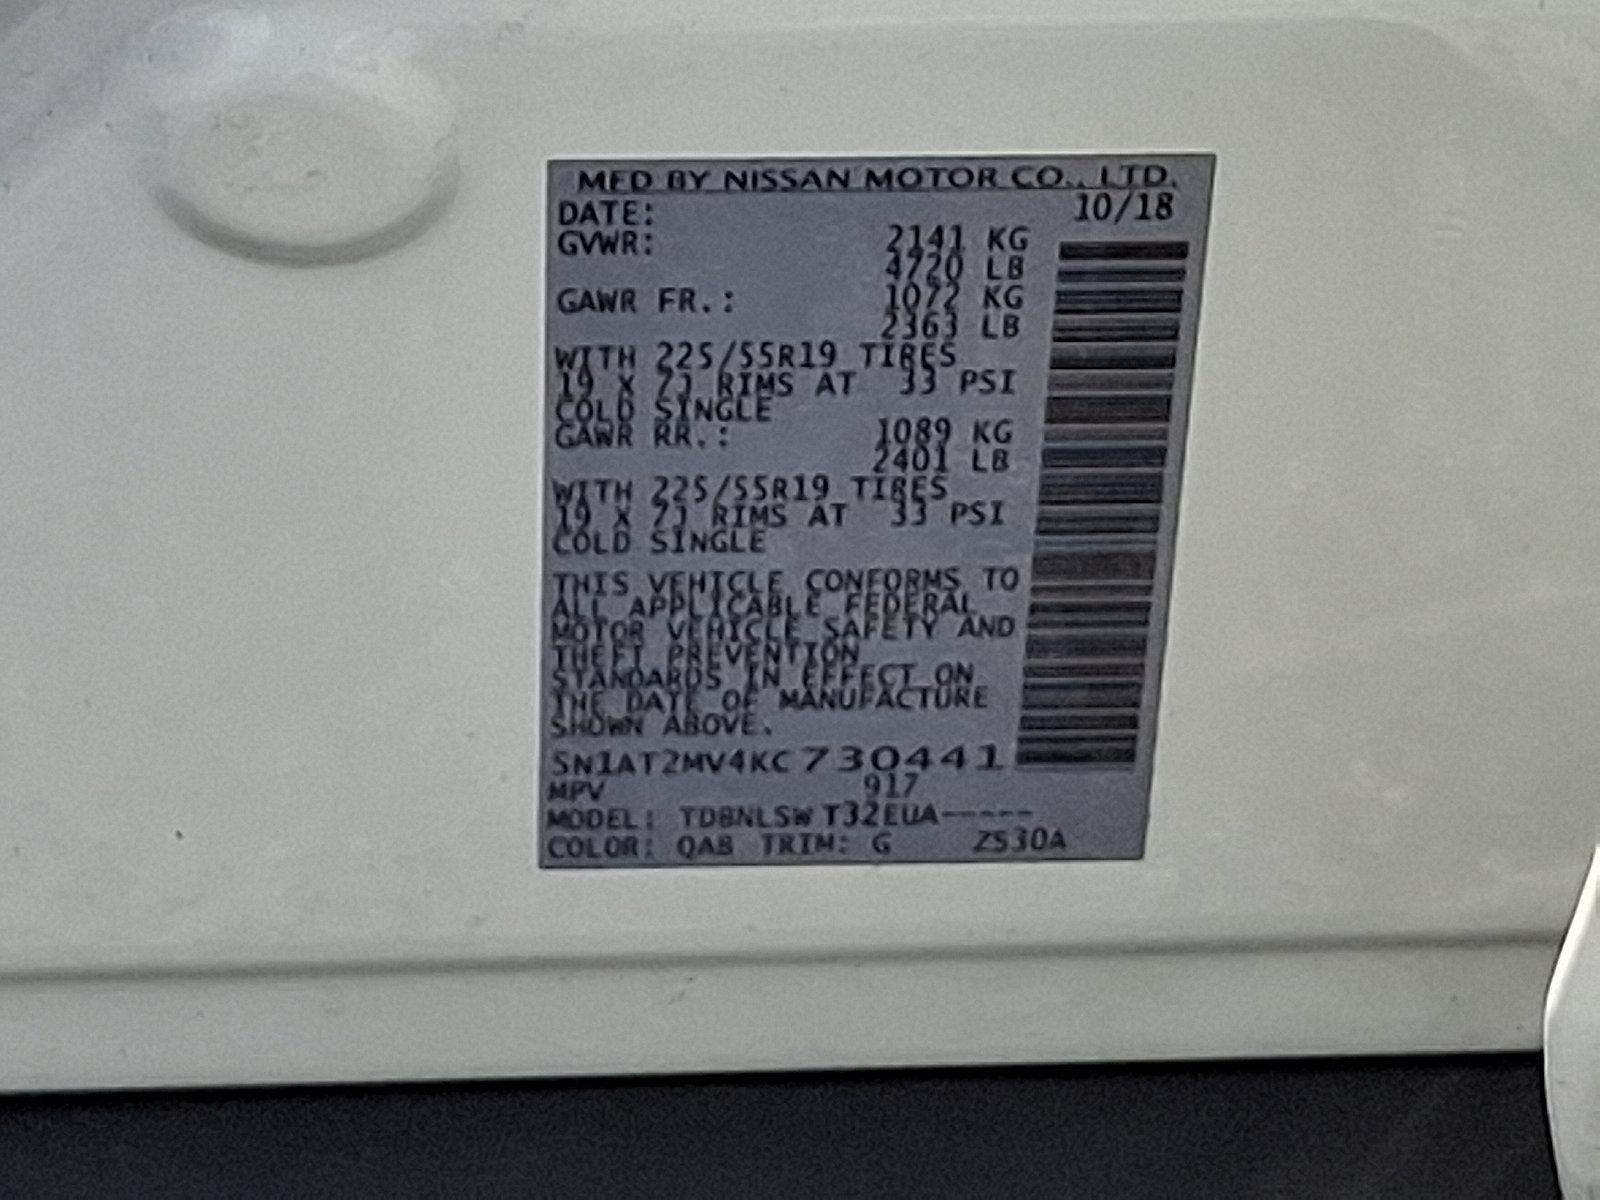 MFD BY NISSAN MOTOR CO., LTD.
DATE: 10/18
GVWR: 2141 KG
4720 LB
GAWR FR.: 1072 KG
2363 LB
WITH 225/55R19 TIRES
19 X 7J RIMS AT 33 PSI
COLD SINGLE
GAWR RR.: 1089 KG
2401 LB
WITH 225/55R19 TIRES
19 X 7J RIMS AT 33 PSI
COLD SINGLE
THIS VEHICLE CONFORMS TO
ALL APPLICABLE FEDERAL
MOTOR VEHICLE SAFETY AND
THEFT PREVENTION
STANDARDS IN EFFECT ON
THE DATE OF MANUFACTURE
SHOWN ABOVE.
5N1AT2MV4KC730441
MPV 917
MODEL: TDBNLSW T32EUA-----
COLOR: QAB TRIM: G ZS30A